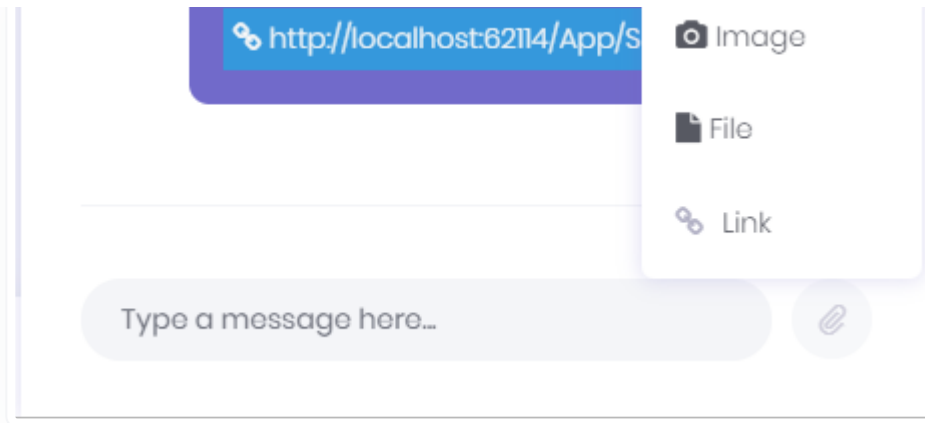 http://localhost:62114/App/S
Image
File
Link
Type a message here...